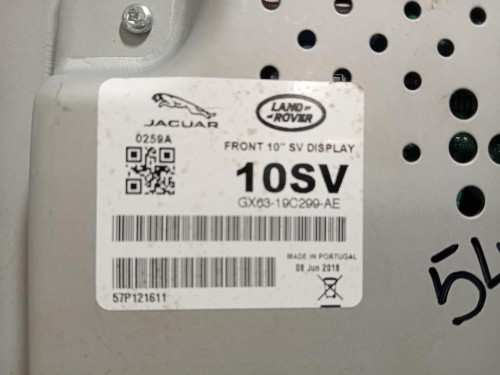 JAGUAR
LAND
ROVER
0259A
FRONT 10" SV DISPLAY
10SV
GX63-19C299-AE
MADE IN PORTUGAL
08 Jun 2018
57P121611
54